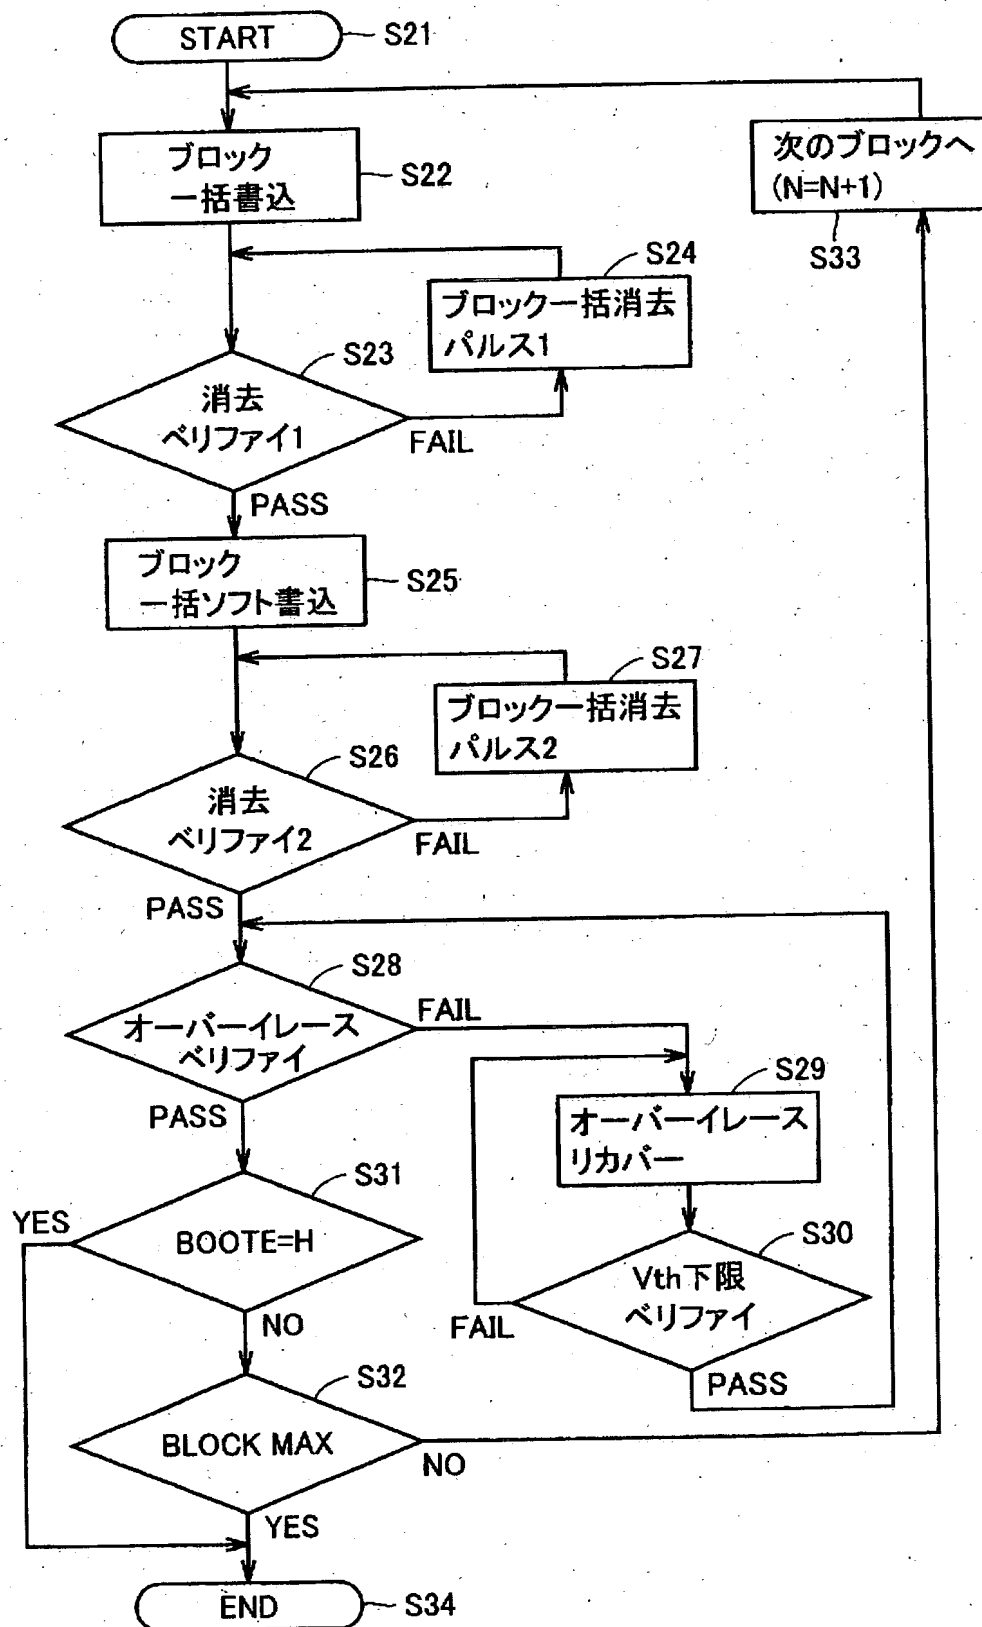 START
S21
ブロック
一括書込
S22
次のブロックへ
(N=N+1)
S33
S24
ブロック一括消去
パルス1
S23
消去
ベリファイ1
FAIL
PASS
ブロック
一括ソフト書込
S25
S27
ブロック一括消去
パルス2
S26
消去
ベリファイ2
FAIL
PASS
S28
オーバーイレース
ベリファイ
FAIL
PASS
S29
オーバーイレース
リカバー
S30
Vth下限
ベリファイ
FAIL
PASS
S31
YES
BOOTE=H
NO
S32
BLOCK MAX
NO
YES
END
S34